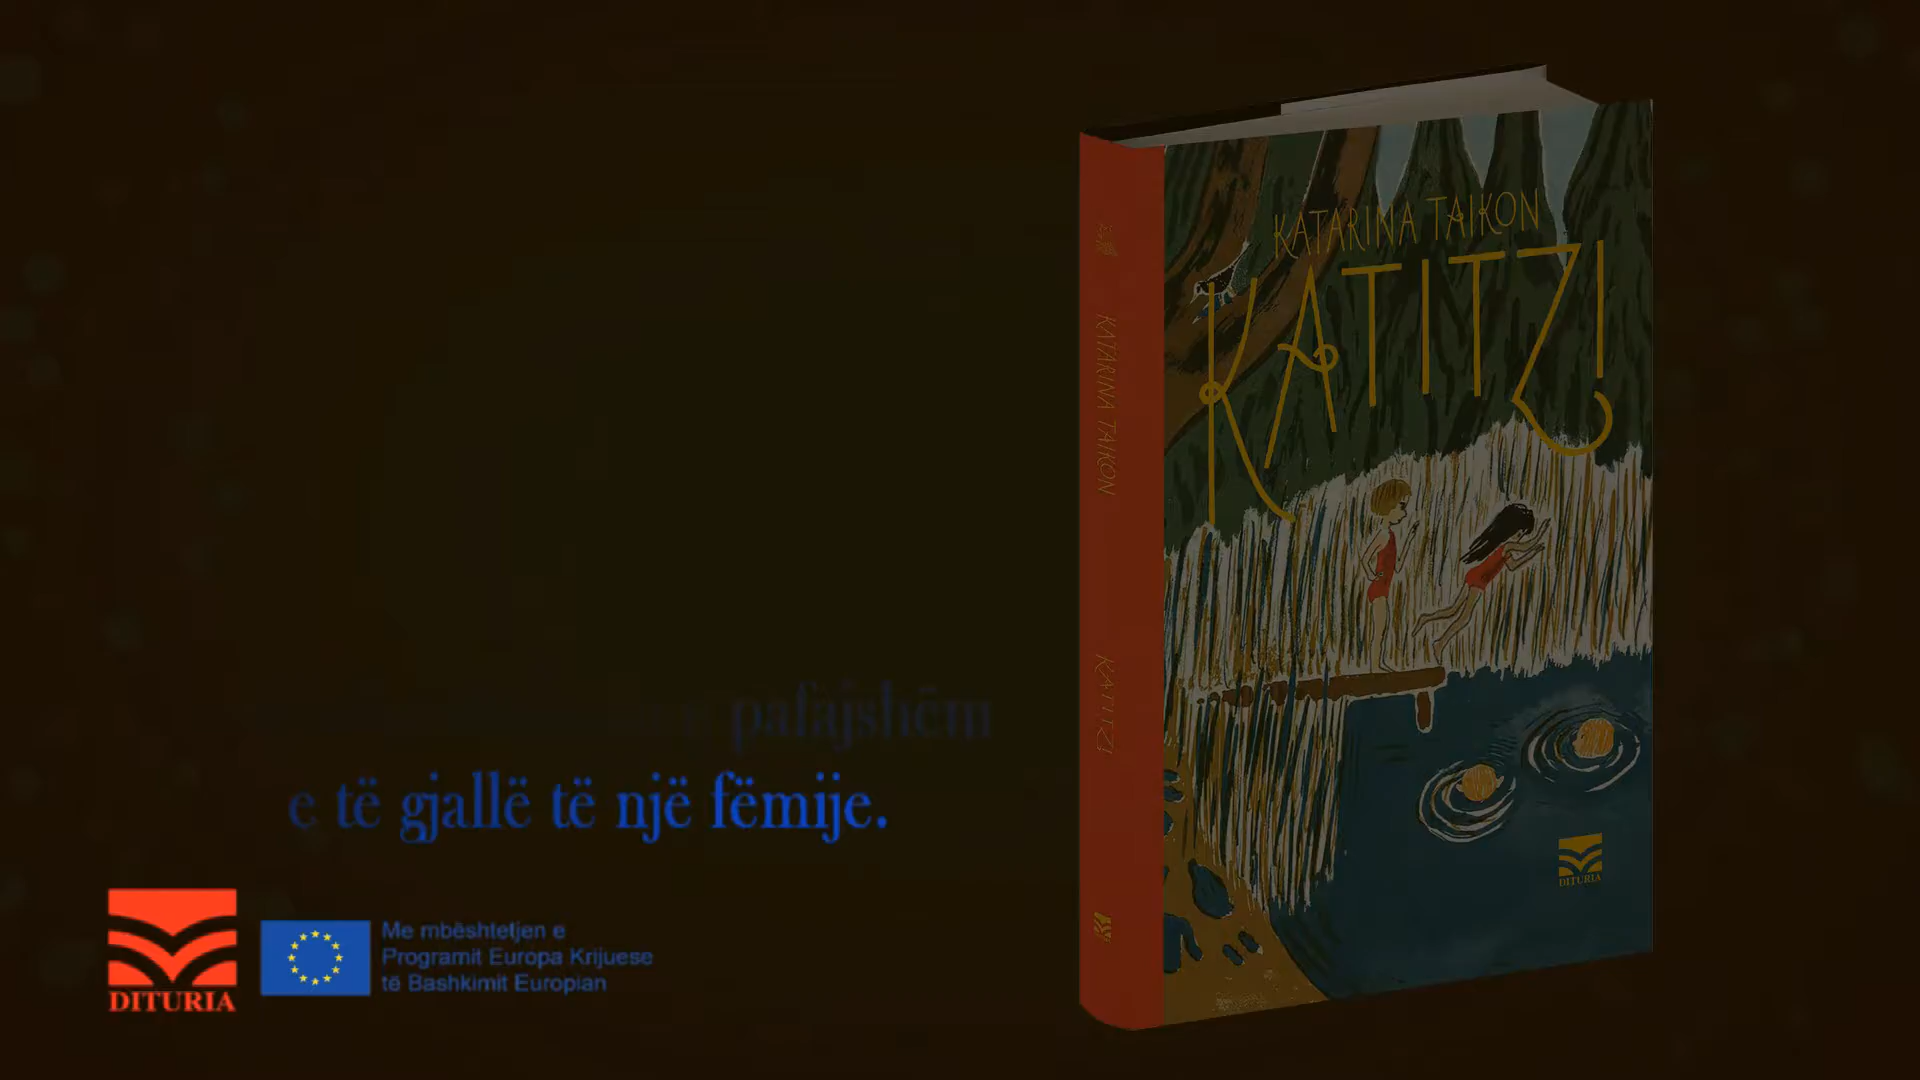 pafajshëm
e të gjallë të një fëmije.
DITURIA
Me mbështetjen e
Programit Europa Krijuese
të Bashkimit Europian
KATARINA TAIKON
KATITZI
KATARINA TAIKON
KATITZI
DITURIA